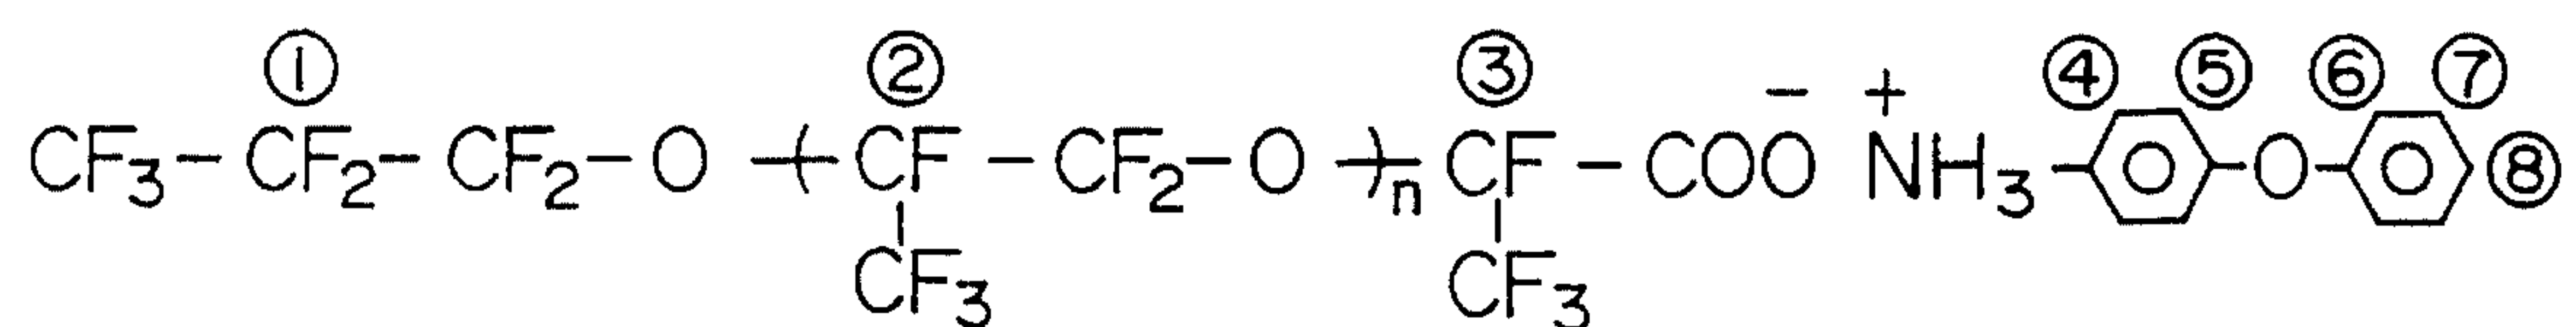 ① ② ③ − + ④ ⑤ ⑥ ⑦
CF3–CF2–CF2–O–(CF–CF2–O–)n CF–COO NH3– –O– ⑧
CF3 CF3